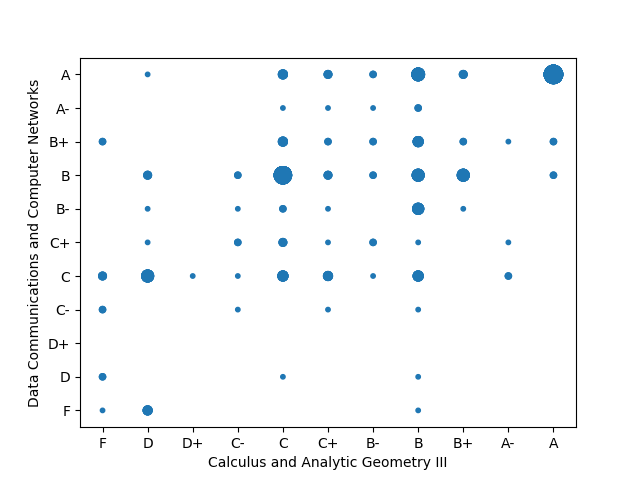 Data Communications and Computer Networks
A
A-
B+
B
B-
C+
C
C-
D+
D
F
F D D+ C- C C+ B- B B+ A- A
Calculus and Analytic Geometry III